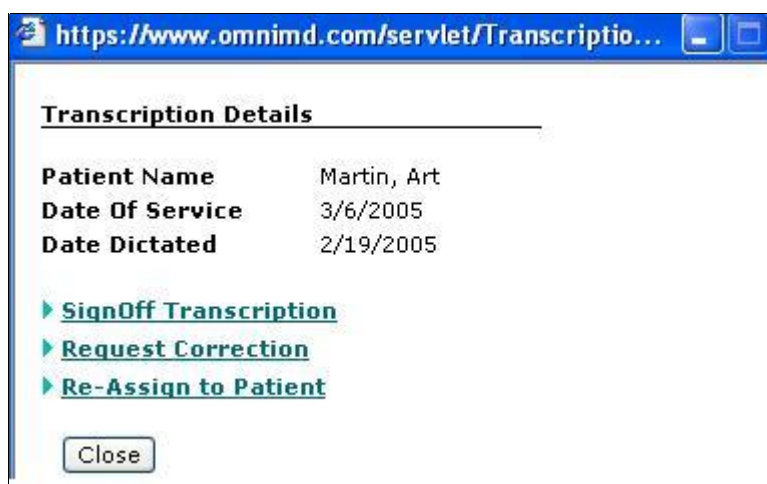 https://www.omnimd.com/servlet/Transcriptio...
Transcription Details
Patient Name Martin, Art
Date Of Service 3/6/2005
Date Dictated 2/19/2005
SignOff Transcription
Request Correction
Re-Assign to Patient
Close